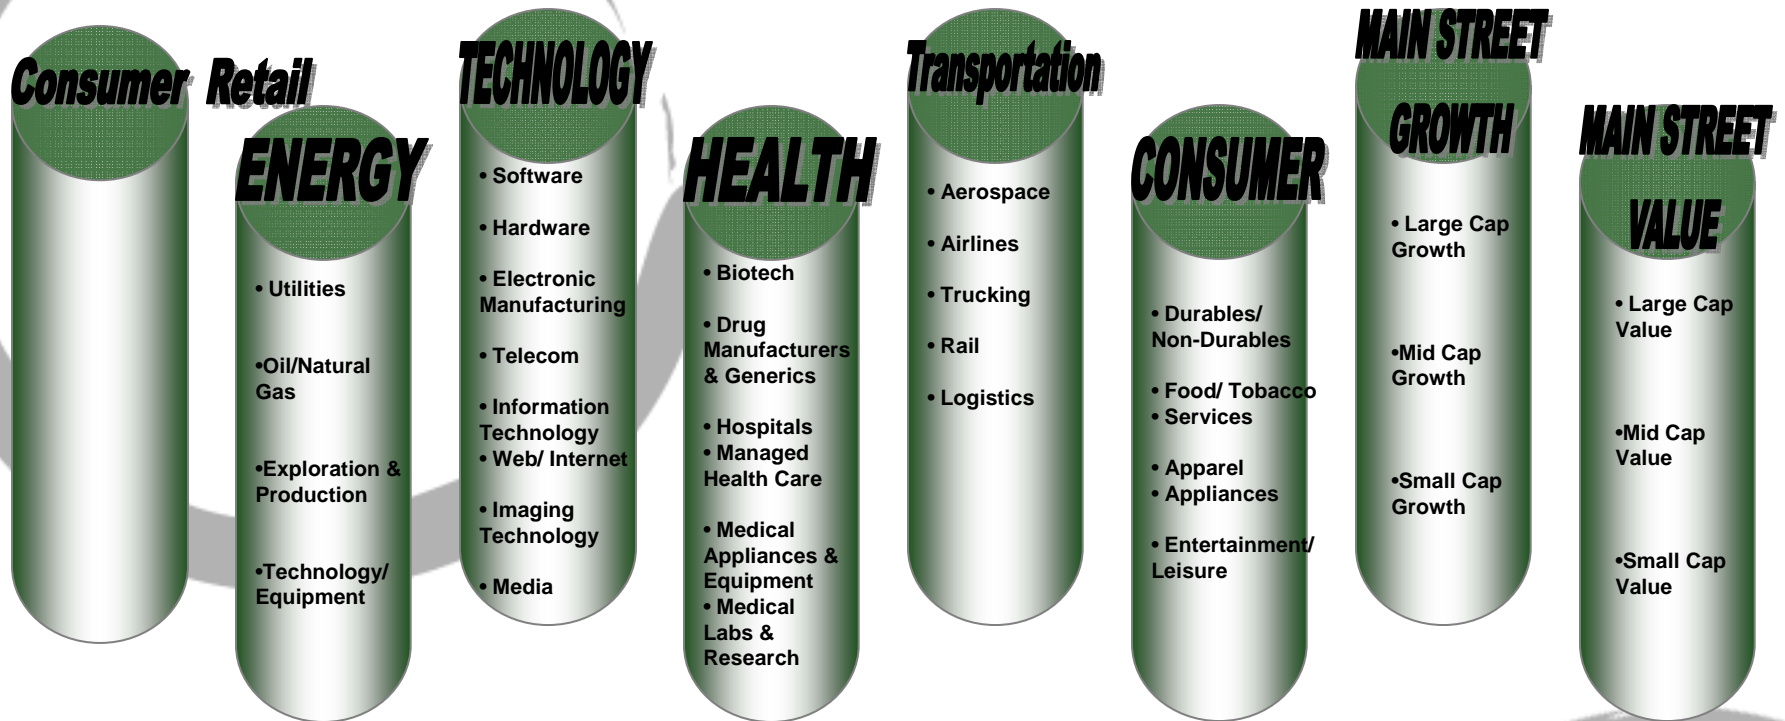 Consumer Retail
ENERGY
• Utilities
•Oil/Natural
Gas
•Exploration &
Production
•Technology/
Equipment
TECHNOLOGY
• Software
• Hardware
• Electronic
Manufacturing
• Telecom
• Information
Technology
• Web/ Internet
• Imaging
Technology
• Media
HEALTH
• Biotech
• Drug
Manufacturers
& Generics
• Hospitals
• Managed
Health Care
• Medical
Appliances &
Equipment
• Medical
Labs &
Research
Transportation
• Aerospace
• Airlines
• Trucking
• Rail
• Logistics
CONSUMER
• Durables/
Non-Durables
• Food/ Tobacco
• Services
• Apparel
• Appliances
• Entertainment/
Leisure
MAIN STREET
GROWTH
• Large Cap
Growth
•Mid Cap
Growth
•Small Cap
Growth
MAIN STREET
VALUE
• Large Cap
Value
•Mid Cap
Value
•Small Cap
Value